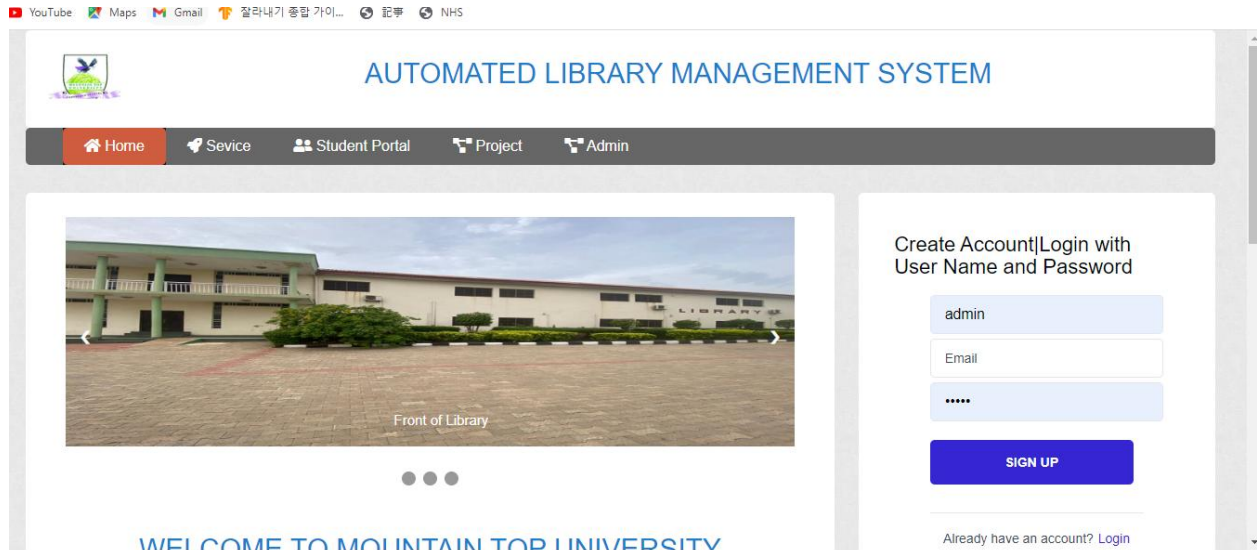 YouTube Maps Gmail 잘라내기 종합 가이... 記事 NHS
AUTOMATED LIBRARY MANAGEMENT SYSTEM
Home Sevice Student Portal Project Admin
LIBRARY
Front of Library
WELCOME TO MOUNTAIN TOP UNIVERSITY
Create Account|Login with
User Name and Password
admin
Email
•••••
SIGN UP
Already have an account? Login